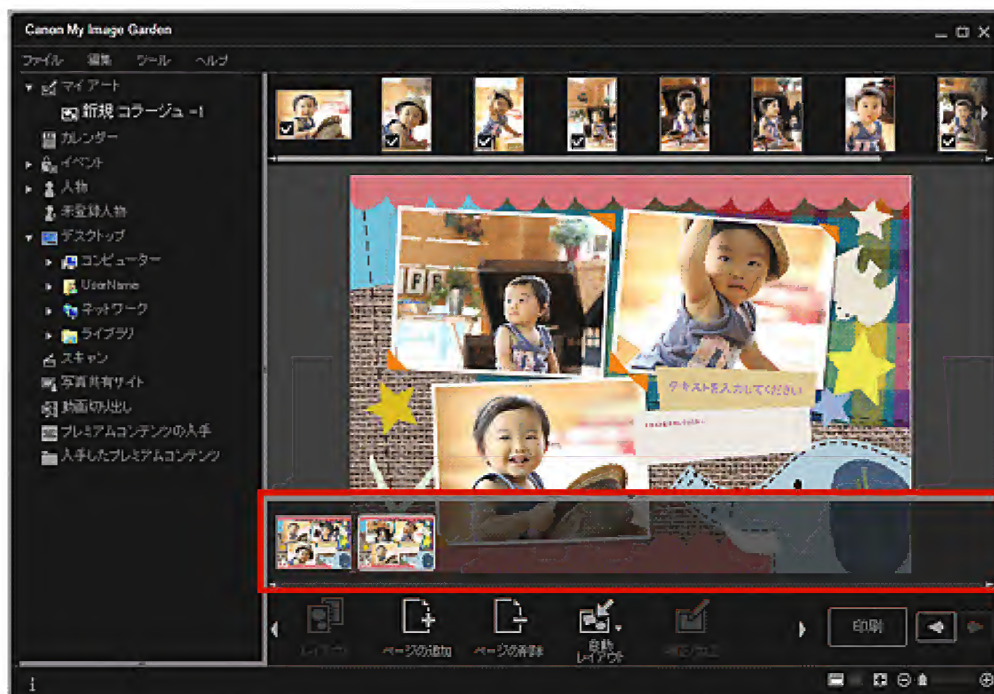 Canon My Image Garden
ファイル 編集 ツール ヘルプ
マイアート
新規 コラージュ -1
カレンダー
イベント
人物
未登録人物
デスクトップ
コンピューター
UserName
ネットワーク
ライブラリ
スキャン
写真共有サイト
動画切り出し
プレミアムコンテンツの入手
入手したプレミアムコンテンツ
テキストを入力してください
レイアウト ページの追加 ページの削除 自動
レイアウト
印刷